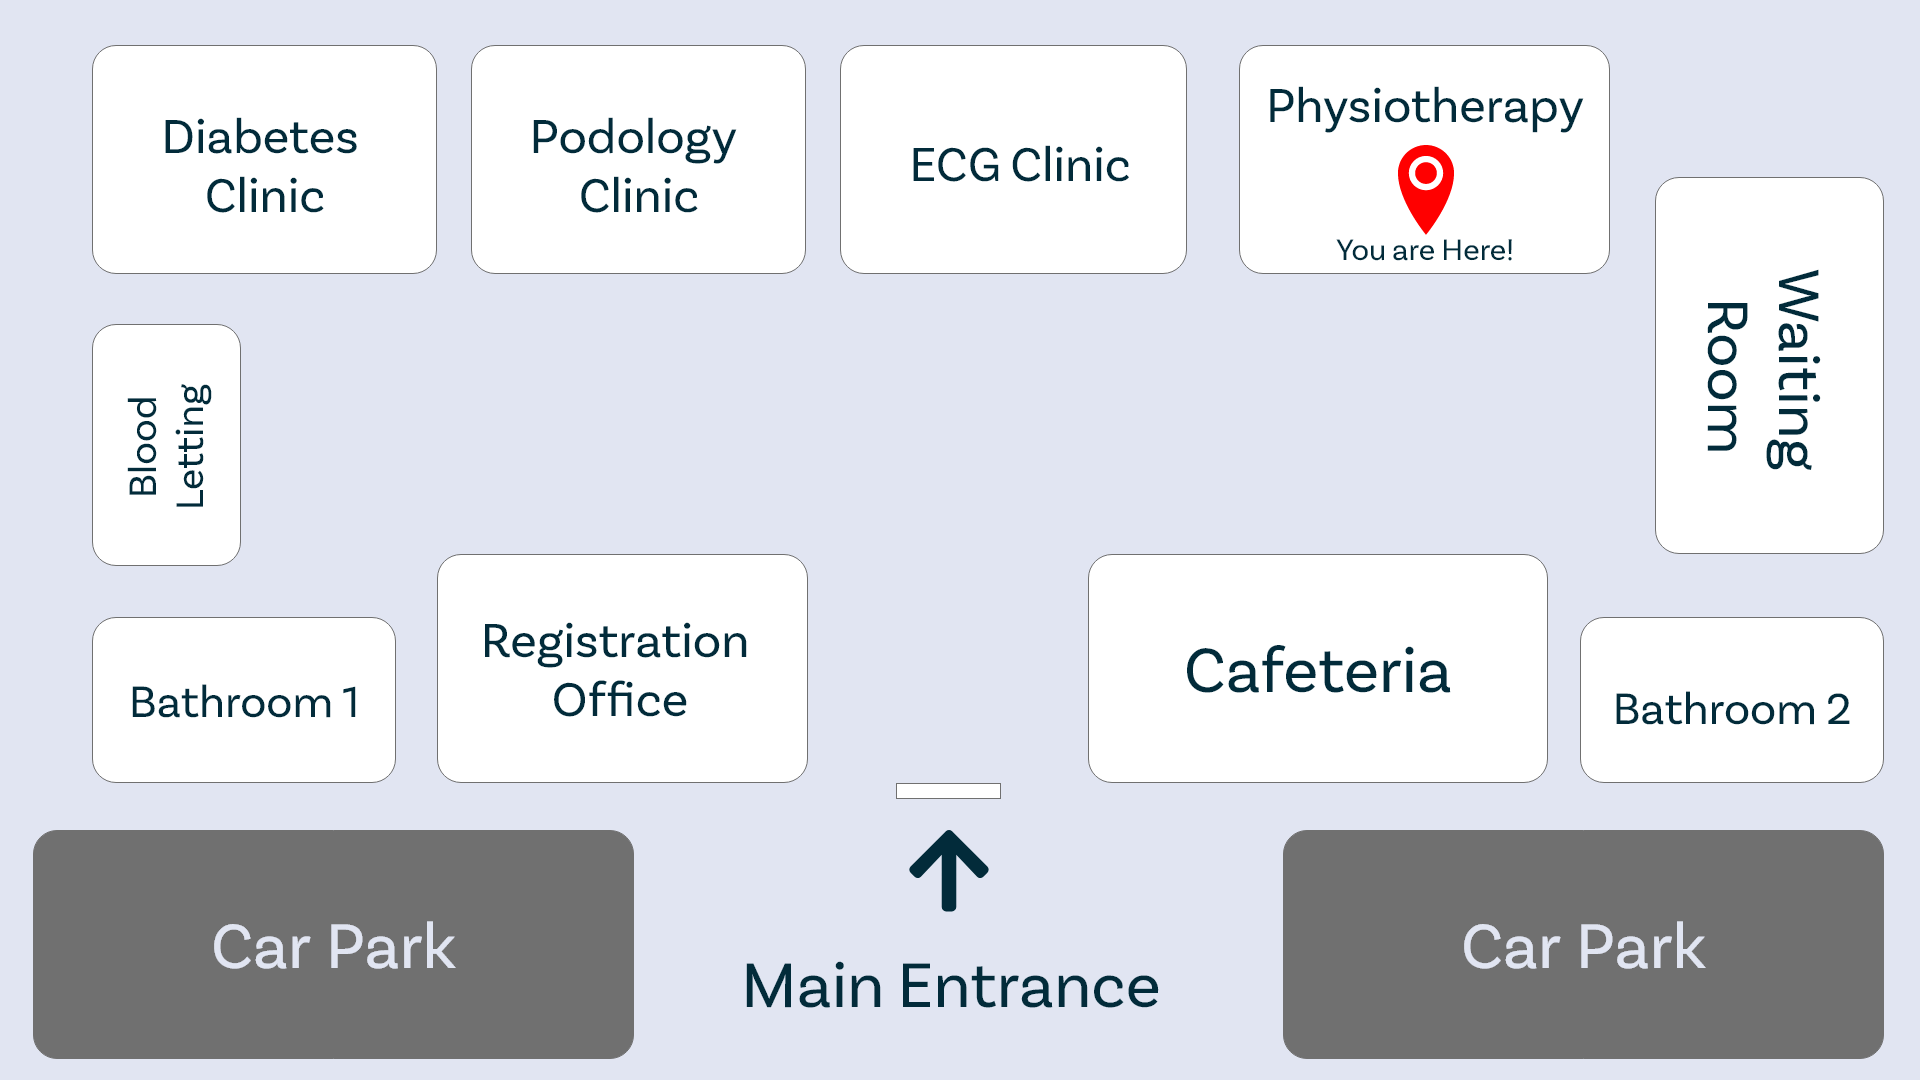 Diabetes
Clinic
Podology
Clinic
ECG Clinic
Physiotherapy
You are Here!
Waiting
Room
Blood
Letting
Registration
Office
Cafeteria
Bathroom 1
Bathroom 2
Car Park
Main Entrance
Car Park